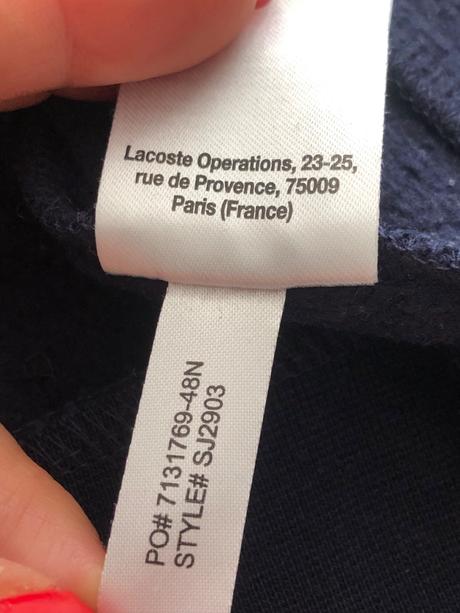 Lacoste Operations, 23-25,
rue de Provence, 75009
Paris (France)
PO# 7131769-48N
STYLE# SJ2903